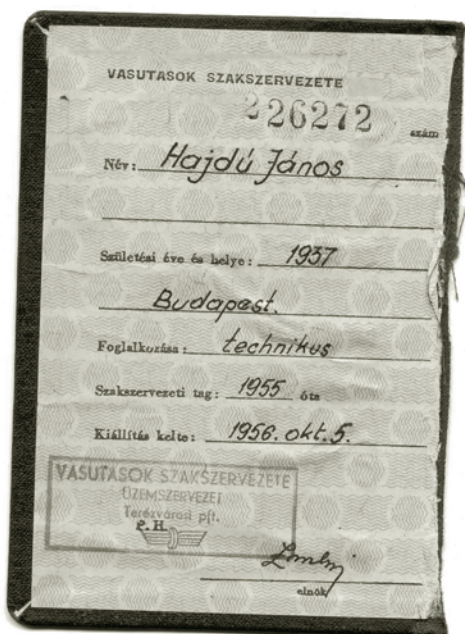 VASUTASOK SZAKSZERVEZETE
226272 szám
Név: Hajdú János
Születési éve és helye: 1937
Budapest.
Foglalkozása: technikus
Szakszervezeti tag: 1955 óta
Kiállítás kelte: 1956. okt. 5.
VASUTASOK SZAKSZERVEZETE
ÜZEMSZERVEZET
Terézvárosi pft.
P. H.
elnök